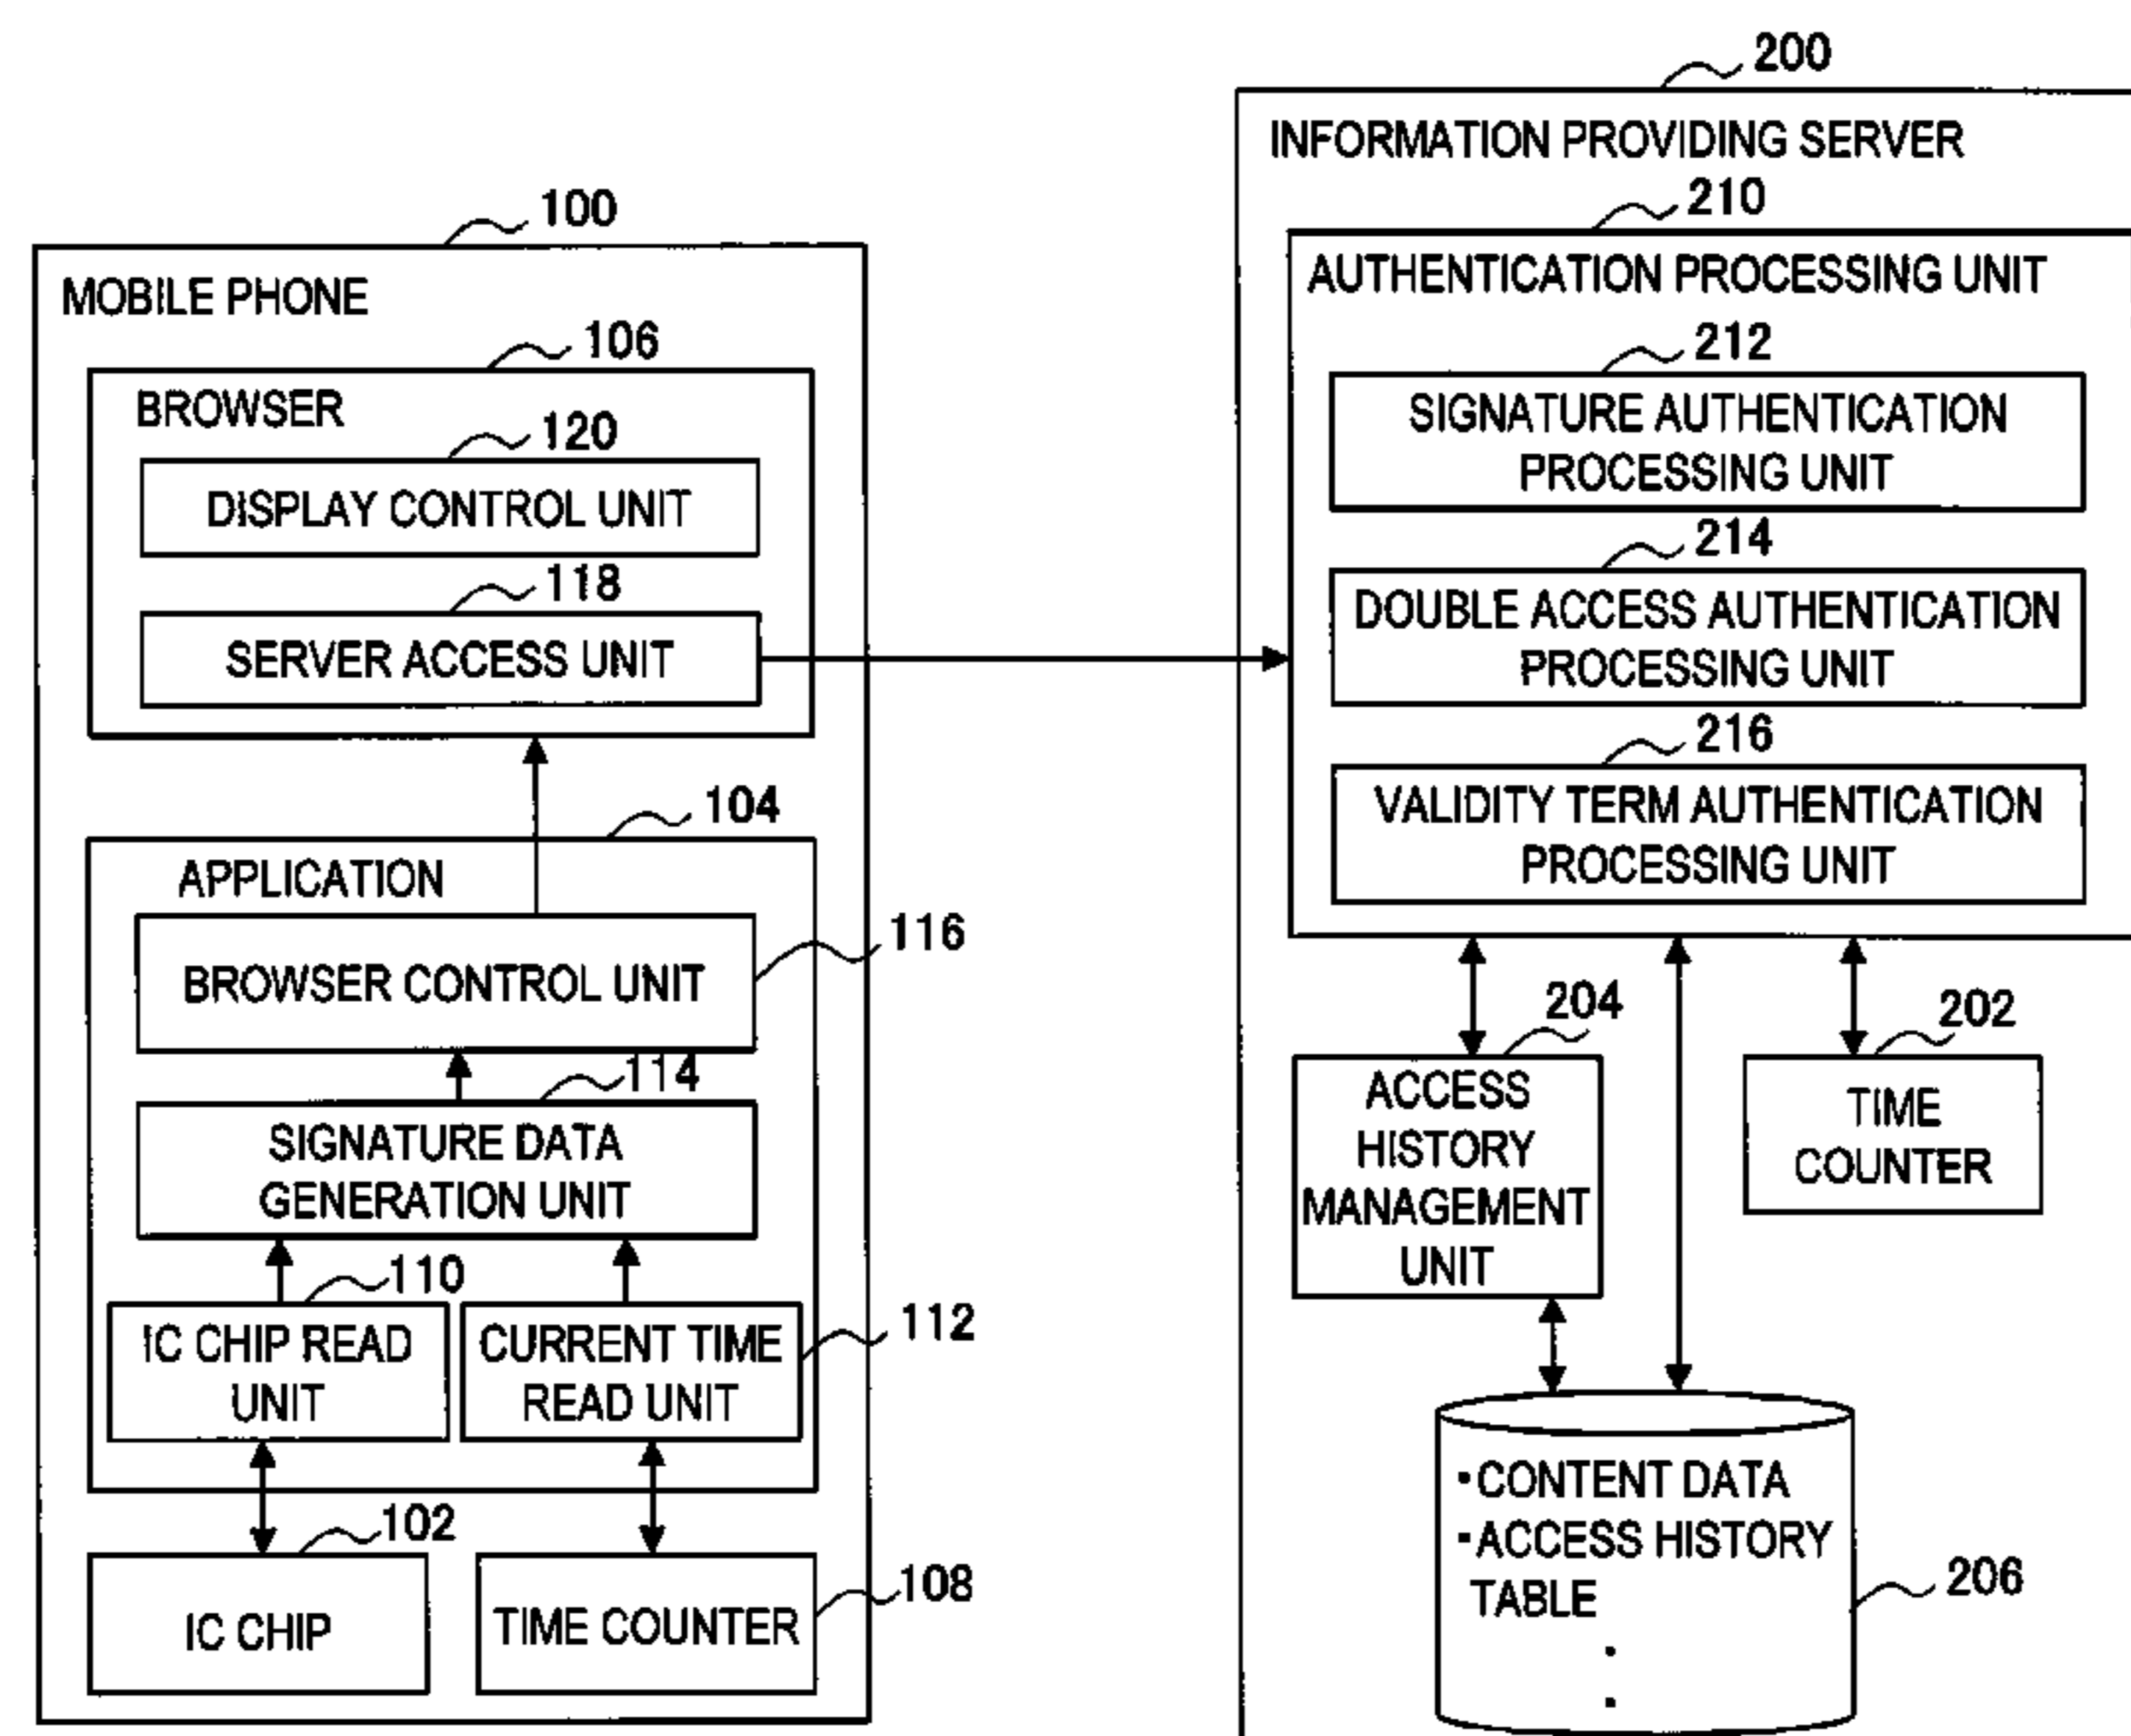 100
MOBILE PHONE
106
BROWSER
120
DISPLAY CONTROL UNIT
118
SERVER ACCESS UNIT
104
APPLICATION
116
BROWSER CONTROL UNIT
114
SIGNATURE DATA
GENERATION UNIT
110
IC CHIP READ
UNIT
112
CURRENT TIME
READ UNIT
102
IC CHIP
108
TIME COUNTER
200
INFORMATION PROVIDING SERVER
210
AUTHENTICATION PROCESSING UNIT
212
SIGNATURE AUTHENTICATION
PROCESSING UNIT
214
DOUBLE ACCESS AUTHENTICATION
PROCESSING UNIT
216
VALIDITY TERM AUTHENTICATION
PROCESSING UNIT
204
ACCESS
HISTORY
MANAGEMENT
UNIT
202
TIME
COUNTER
206
・CONTENT DATA
・ACCESS HISTORY
TABLE
・
・